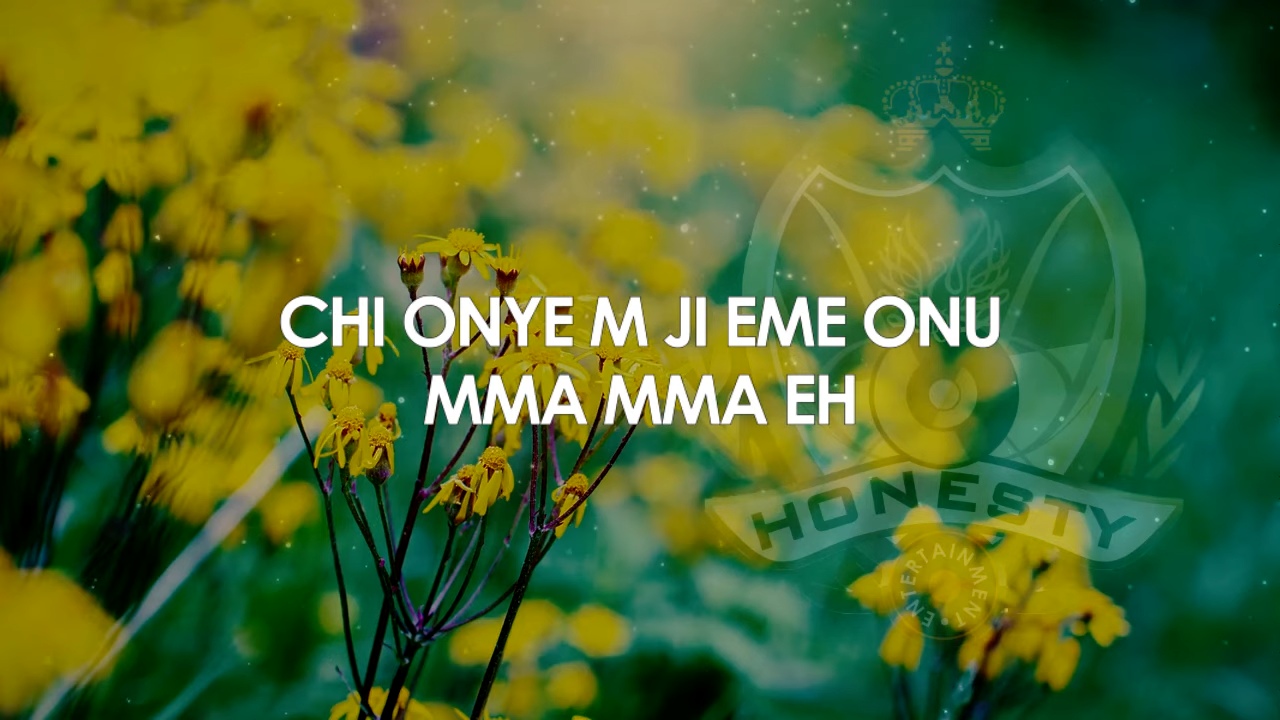 CHI ONYE M JI EME ONU
MMA MMA EH
HONESTY
• ENTERTAINMENT •